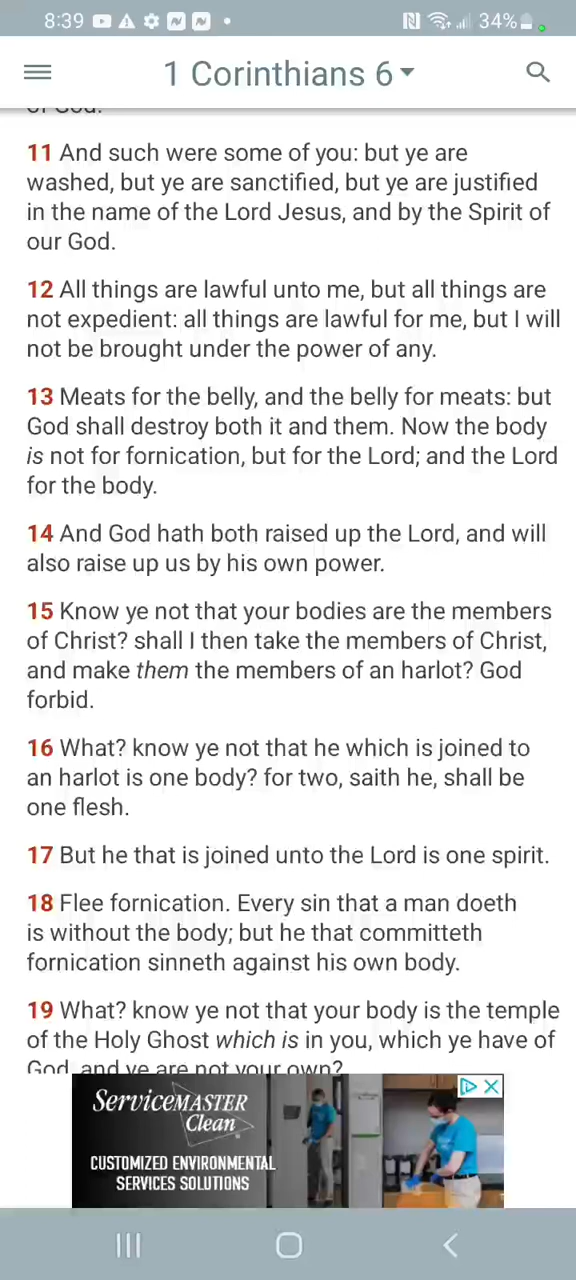 8:39
34%
1 Corinthians 6
of God.
11 And such were some of you: but ye are
washed, but ye are sanctified, but ye are justified
in the name of the Lord Jesus, and by the Spirit of
our God.
12 All things are lawful unto me, but all things are
not expedient: all things are lawful for me, but I will
not be brought under the power of any.
13 Meats for the belly, and the belly for meats: but
God shall destroy both it and them. Now the body
is not for fornication, but for the Lord; and the Lord
for the body.
14 And God hath both raised up the Lord, and will
also raise up us by his own power.
15 Know ye not that your bodies are the members
of Christ? shall I then take the members of Christ,
and make them the members of an harlot? God
forbid.
16 What? know ye not that he which is joined to
an harlot is one body? for two, saith he, shall be
one flesh.
17 But he that is joined unto the Lord is one spirit.
18 Flee fornication. Every sin that a man doeth
is without the body; but he that committeth
fornication sinneth against his own body.
19 What? know ye not that your body is the temple
of the Holy Ghost which is in you, which ye have of
God, and ye are not your own?
ServiceMASTER
Clean
CUSTOMIZED ENVIRONMENTAL
SERVICES SOLUTIONS